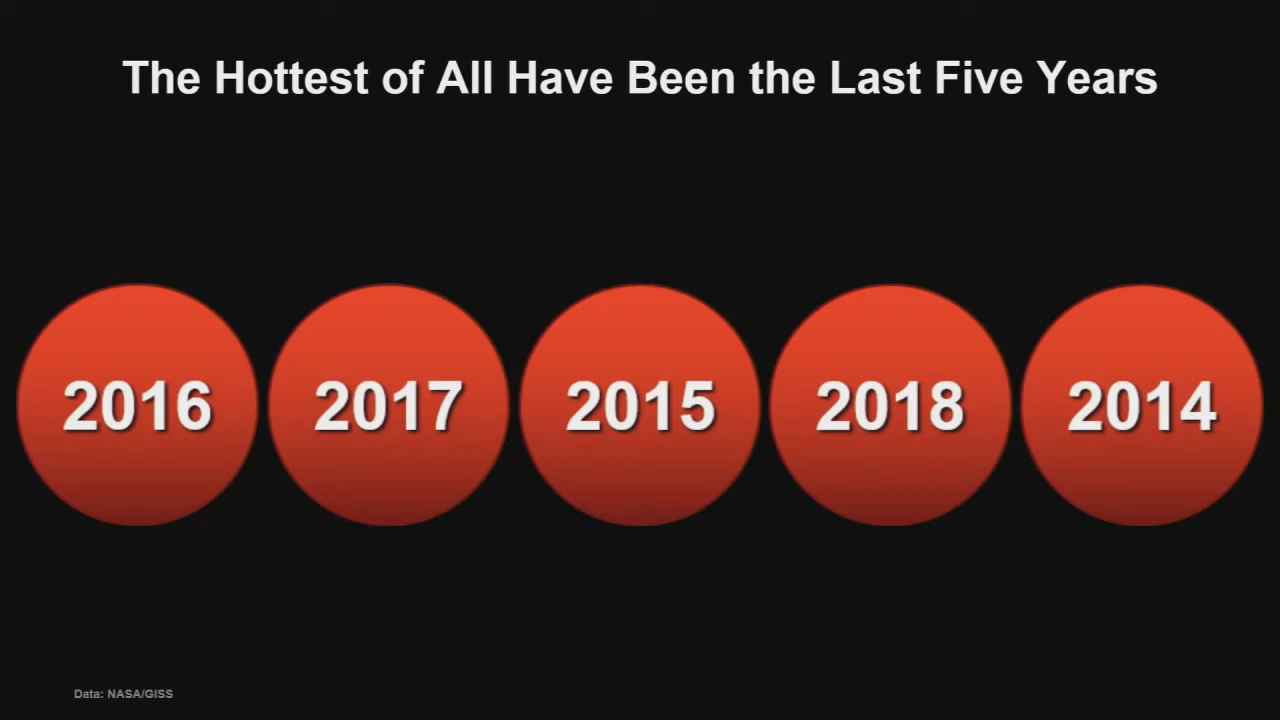 The Hottest of All Have Been the Last Five Years
2016 2017 2015 2018 2014
Data: NASA/GISS